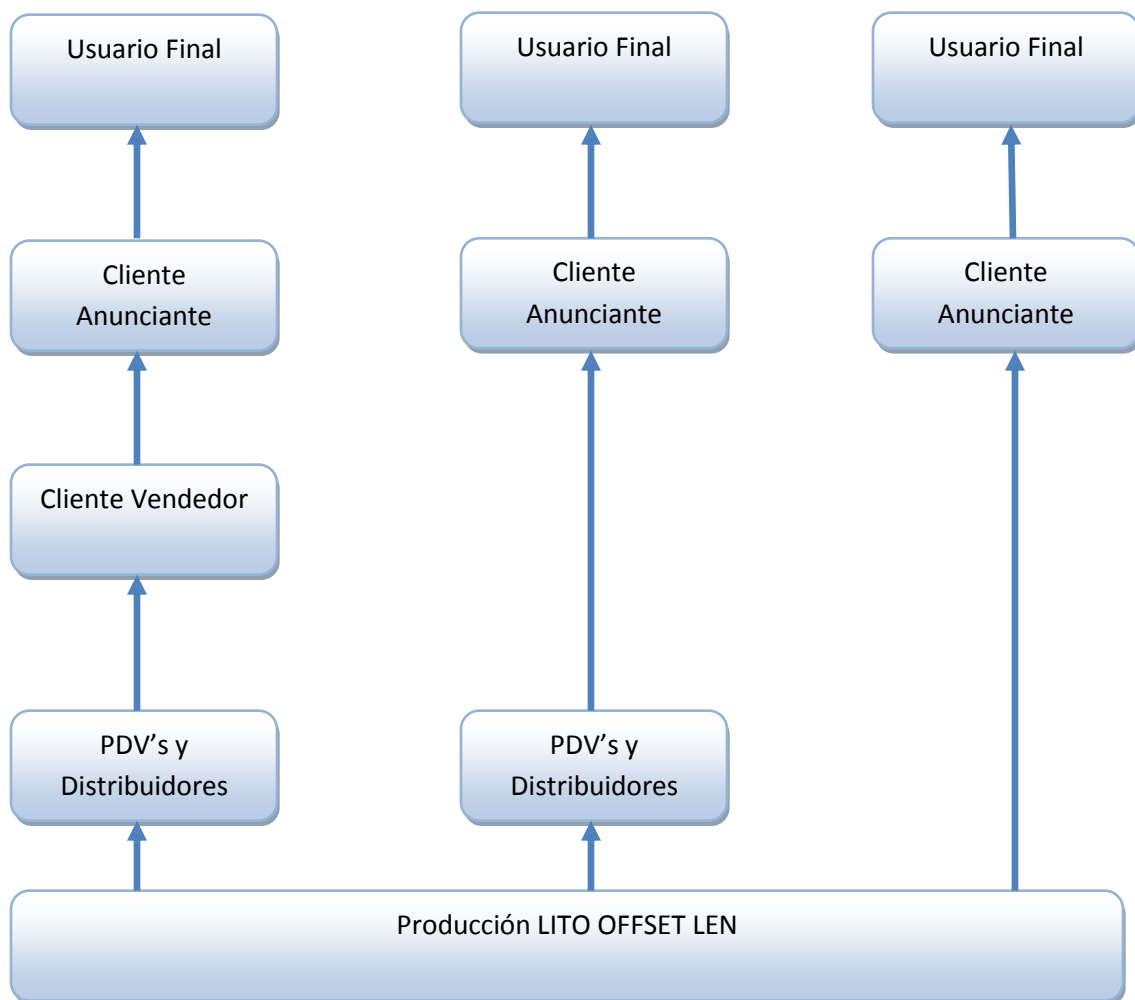 Usuario Final
Usuario Final
Usuario Final
Cliente
Anunciante
Cliente
Anunciante
Cliente
Anunciante
Cliente Vendedor
PDV’s y
Distribuidores
PDV’s y
Distribuidores
Producción LITO OFFSET LEN